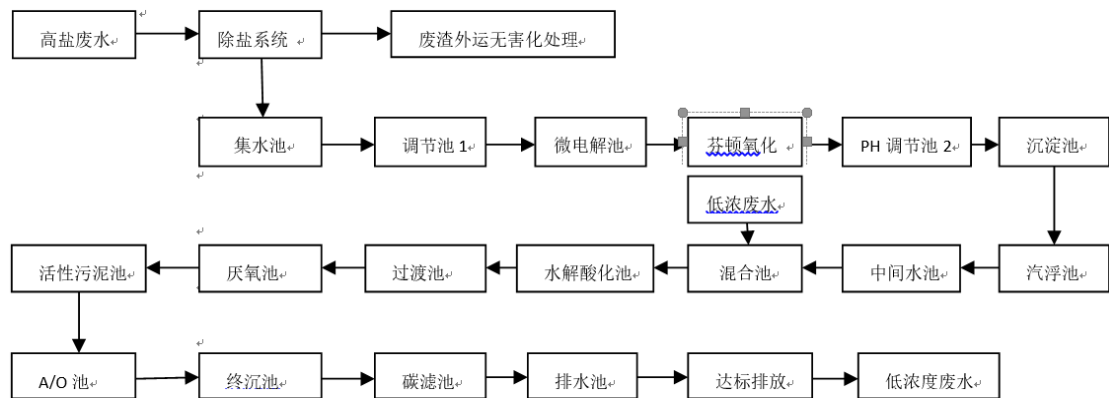 高盐废水
除盐系统
废渣外运无害化处理
集水池
调节池 1
微电解池
芬顿氧化
PH 调节池 2
沉淀池
低浓废水
活性污泥池
厌氧池
过渡池
水解酸化池
混合池
中间水池
汽浮池
A/O 池
终沉池
碳滤池
排水池
达标排放
低浓度废水